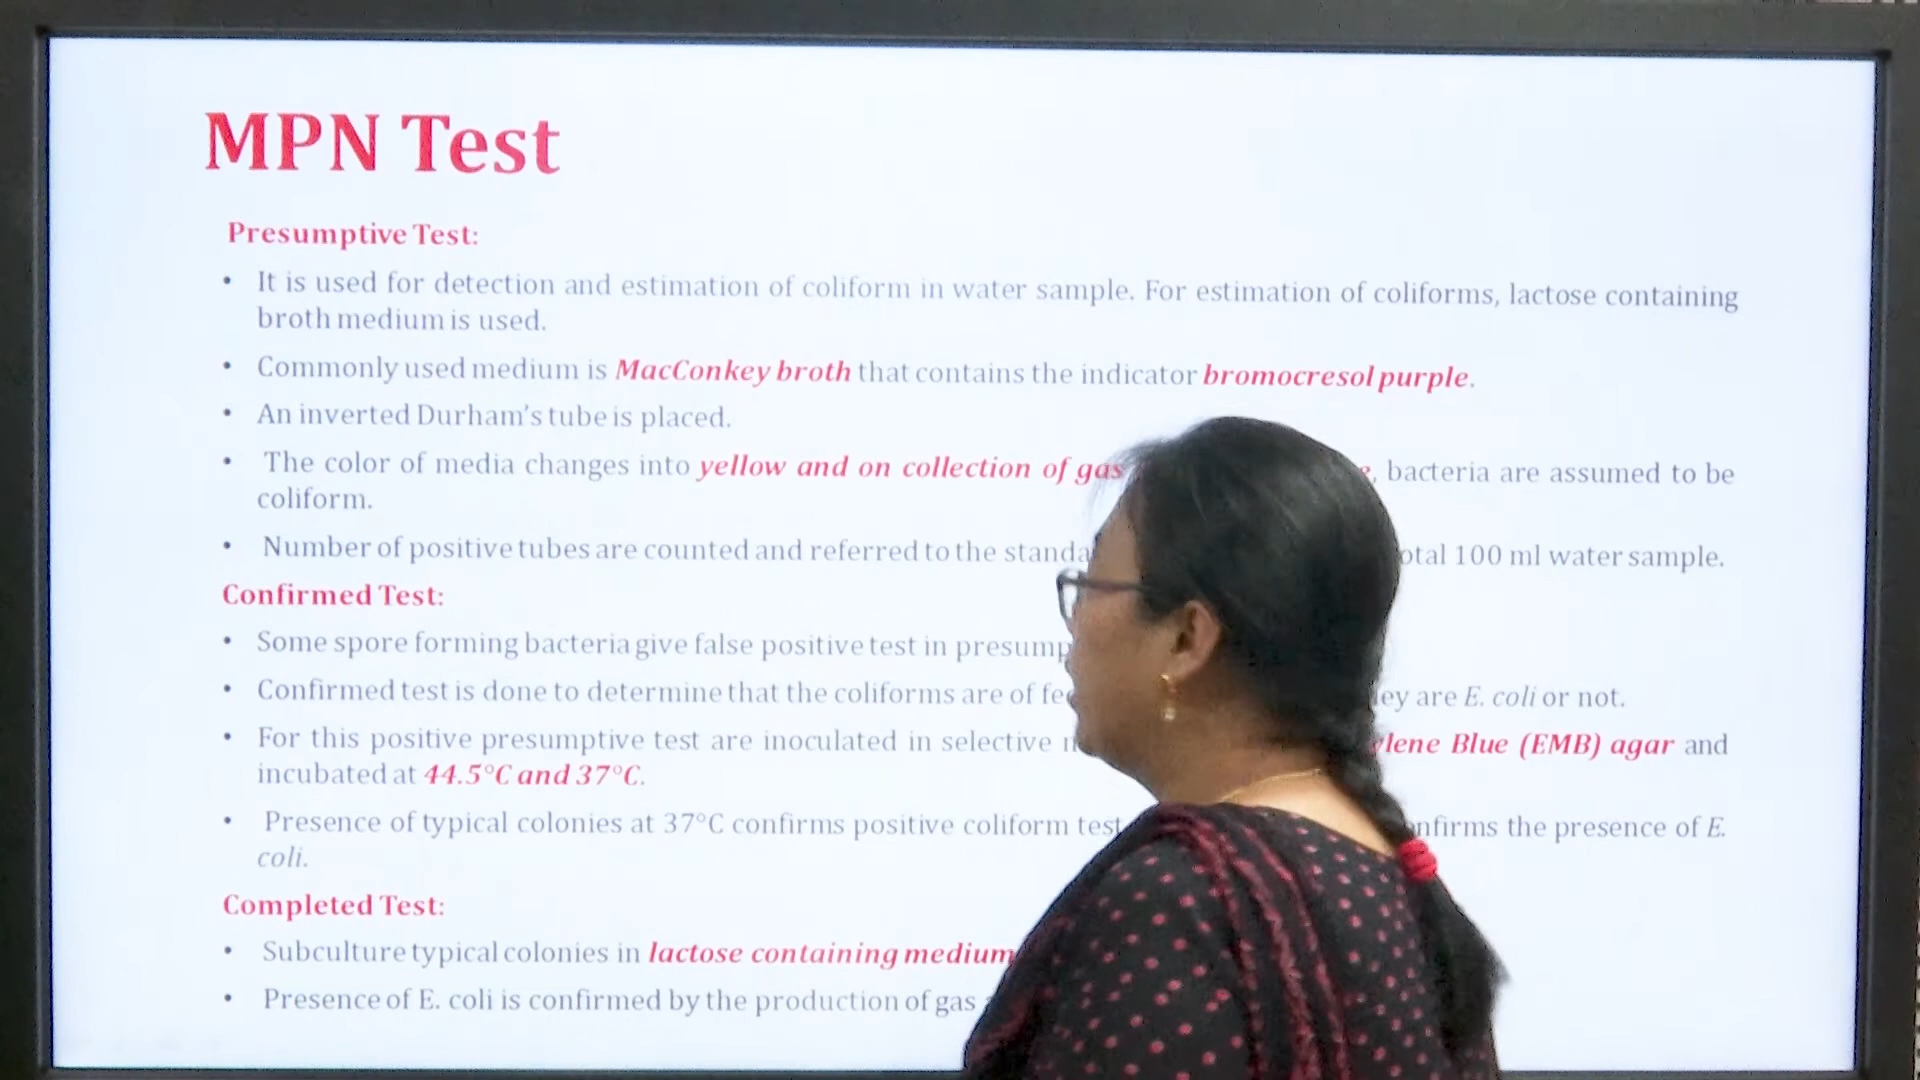 MPN Test
Presumptive Test:
• It is used for detection and estimation of coliform in water sample. For estimation of coliforms, lactose containing
broth medium is used.
• Commonly used medium is MacConkey broth that contains the indicator bromocresol purple.
• An inverted Durham's tube is placed.
• The color of media changes into yellow and on collection of gas , bacteria are assumed to be
coliform.
• Number of positive tubes are counted and referred to the 100 ml water sample.
Confirmed Test:
• Some spore forming bacteria give false positive test in
• Confirmed test is done to determine that the coliforms are of are E. coli or not.
• For this positive presumptive test are inoculated in selective Blue (EMB) agar and
incubated at 44.5°C and 37°C.
• Presence of typical colonies at 37°C confirms positive coliform test the presence of E.
coli.
Completed Test:
• Subculture typical colonies in lactose containing medium
• Presence of E. coli is confirmed by the production of gas